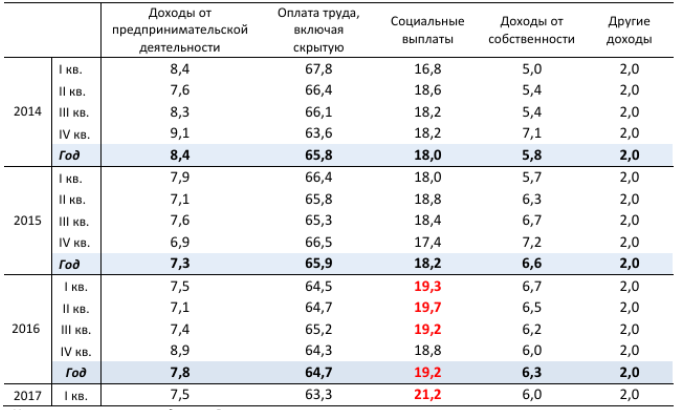 Доходы от предпринимательской деятельности | Оплата труда, включая скрытую | Социальные выплаты | Доходы от собственности | Другие доходы
2014 | I кв. | 8,4 | 67,8 | 16,8 | 5,0 | 2,0
II кв. | 7,6 | 66,4 | 18,6 | 5,4 | 2,0
III кв. | 8,3 | 66,1 | 18,2 | 5,4 | 2,0
IV кв. | 9,1 | 63,6 | 18,2 | 7,1 | 2,0
Год | 8,4 | 65,8 | 18,0 | 5,8 | 2,0
2015 | I кв. | 7,9 | 66,4 | 18,0 | 5,7 | 2,0
II кв. | 7,1 | 65,8 | 18,8 | 6,3 | 2,0
III кв. | 7,6 | 65,3 | 18,4 | 6,7 | 2,0
IV кв. | 6,9 | 66,5 | 17,4 | 7,2 | 2,0
Год | 7,3 | 65,9 | 18,2 | 6,6 | 2,0
2016 | I кв. | 7,5 | 64,5 | 19,3 | 6,7 | 2,0
II кв. | 7,1 | 64,7 | 19,7 | 6,5 | 2,0
III кв. | 7,4 | 65,2 | 19,2 | 6,2 | 2,0
IV кв. | 8,9 | 64,3 | 18,8 | 6,0 | 2,0
Год | 7,8 | 64,7 | 19,2 | 6,3 | 2,0
2017 | I кв. | 7,5 | 63,3 | 21,2 | 6,0 | 2,0